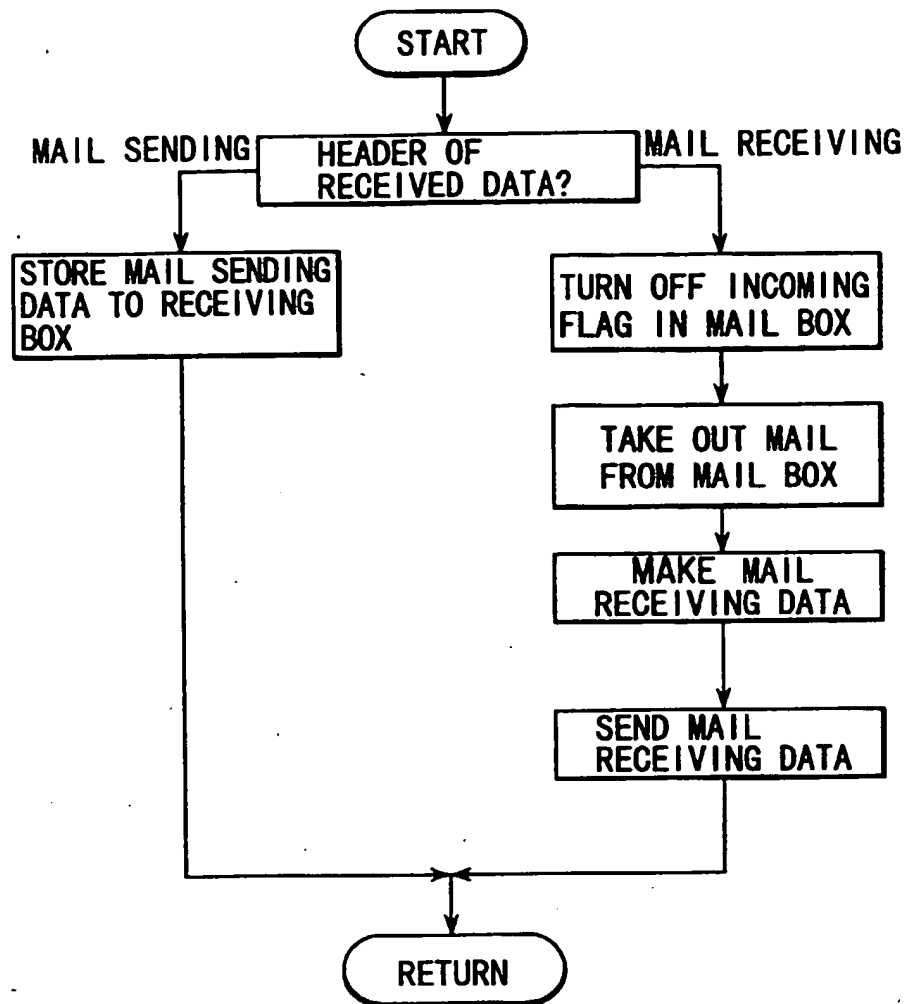 START
MAIL SENDING
MAIL RECEIVING
HEADER OF
RECEIVED DATA?
STORE MAIL SENDING
DATA TO RECEIVING
BOX
TURN OFF INCOMING
FLAG IN MAIL BOX
TAKE OUT MAIL
FROM MAIL BOX
MAKE MAIL
RECEIVING DATA
SEND MAIL
RECEIVING DATA
RETURN